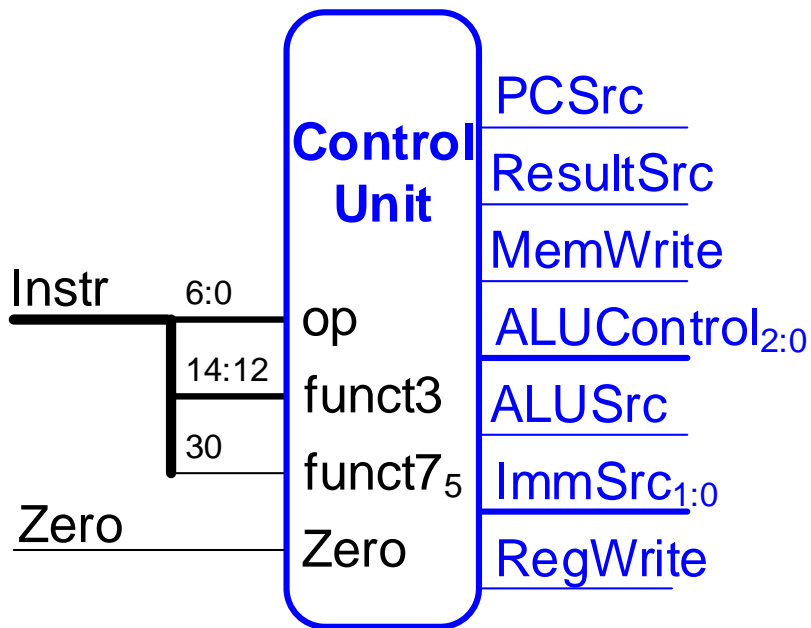 Control
Unit
Instr
6:0
14:12
30
Zero
op
funct3
funct7₅
Zero
PCSrc
ResultSrc
MemWrite
ALUControl₂:₀
ALUSrc
ImmSrc₁:₀
RegWrite